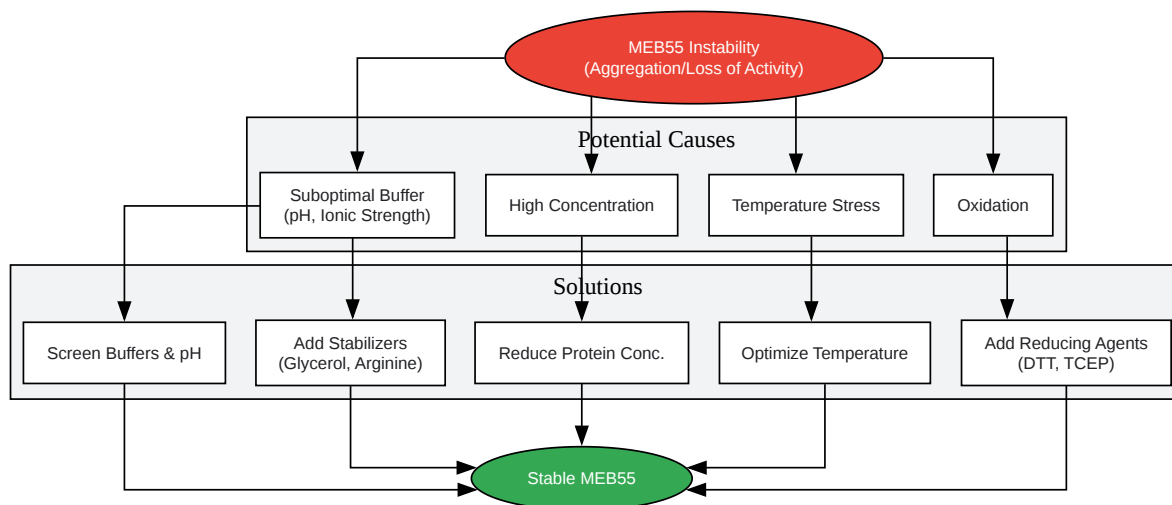 MEB55 Instability
(Aggregation/Loss of Activity)
Potential Causes
Suboptimal Buffer
(pH, Ionic Strength)
High Concentration
Temperature Stress
Oxidation
Solutions
Screen Buffers & pH
Add Stabilizers
(Glycerol, Arginine)
Reduce Protein Conc.
Optimize Temperature
Add Reducing Agents
(DTT, TCEP)
Stable MEB55